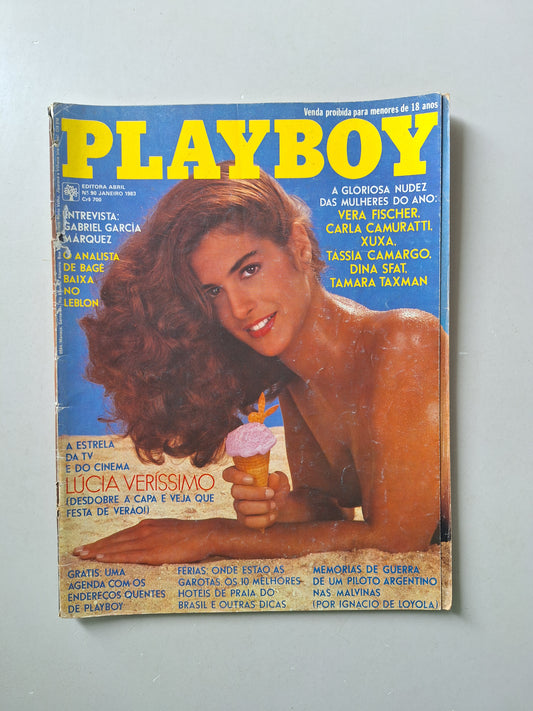 Venda proibida para menores de 18 anos
PLAYBOY
EDITORA ABRIL
Nº 90 JANEIRO 1983
Cr$ 700
ENTREVISTA:
GABRIEL GARCÍA
MÁRQUEZ
O ANALISTA
DE BAGÉ
BAIXA
NO
LEBLON
A GLORIOSA NUDEZ
DAS MULHERES DO ANO:
VERA FISCHER.
CARLA CAMURATTI.
XUXA.
TASSIA CAMARGO.
DINA SFAT.
TAMARA TAXMAN
A ESTRELA
DA TV
E DO CINEMA
LÚCIA VERÍSSIMO
(DESDOBRE A CAPA E VEJA QUE
FESTA DE VERÃO!)
GRÁTIS: UMA
AGENDA COM OS
ENDEREÇOS QUENTES
DE PLAYBOY
FÉRIAS: ONDE ESTÃO AS
GAROTAS, OS 10 MELHORES
HOTÉIS DE PRAIA DO
BRASIL E OUTRAS DICAS
MEMÓRIAS DE GUERRA
DE UM PILOTO ARGENTINO
NAS MALVINAS
(POR IGNACIO DE LOYOLA)